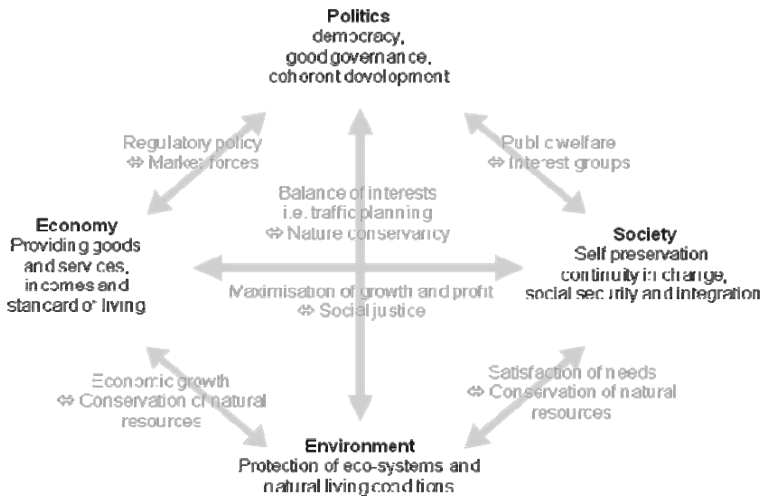 Politics
democracy,
good governance,
coherent development
Regulatory policy
⇔ Market forces
Public welfare
⇔ Interest groups
Balance of interests
i.e. traffic planning
⇔ Nature conservancy
Economy
Providing goods
and services,
incomes and
standard of living
Society
Self preservation
continuity in change,
social security and integration
Maximisation of growth and profit
⇔ Social justice
Economic growth
⇔ Conservation of natural
resources
Satisfaction of needs
⇔ Conservation of natural
resources
Environment
Protection of eco-systems and
natural living conditions